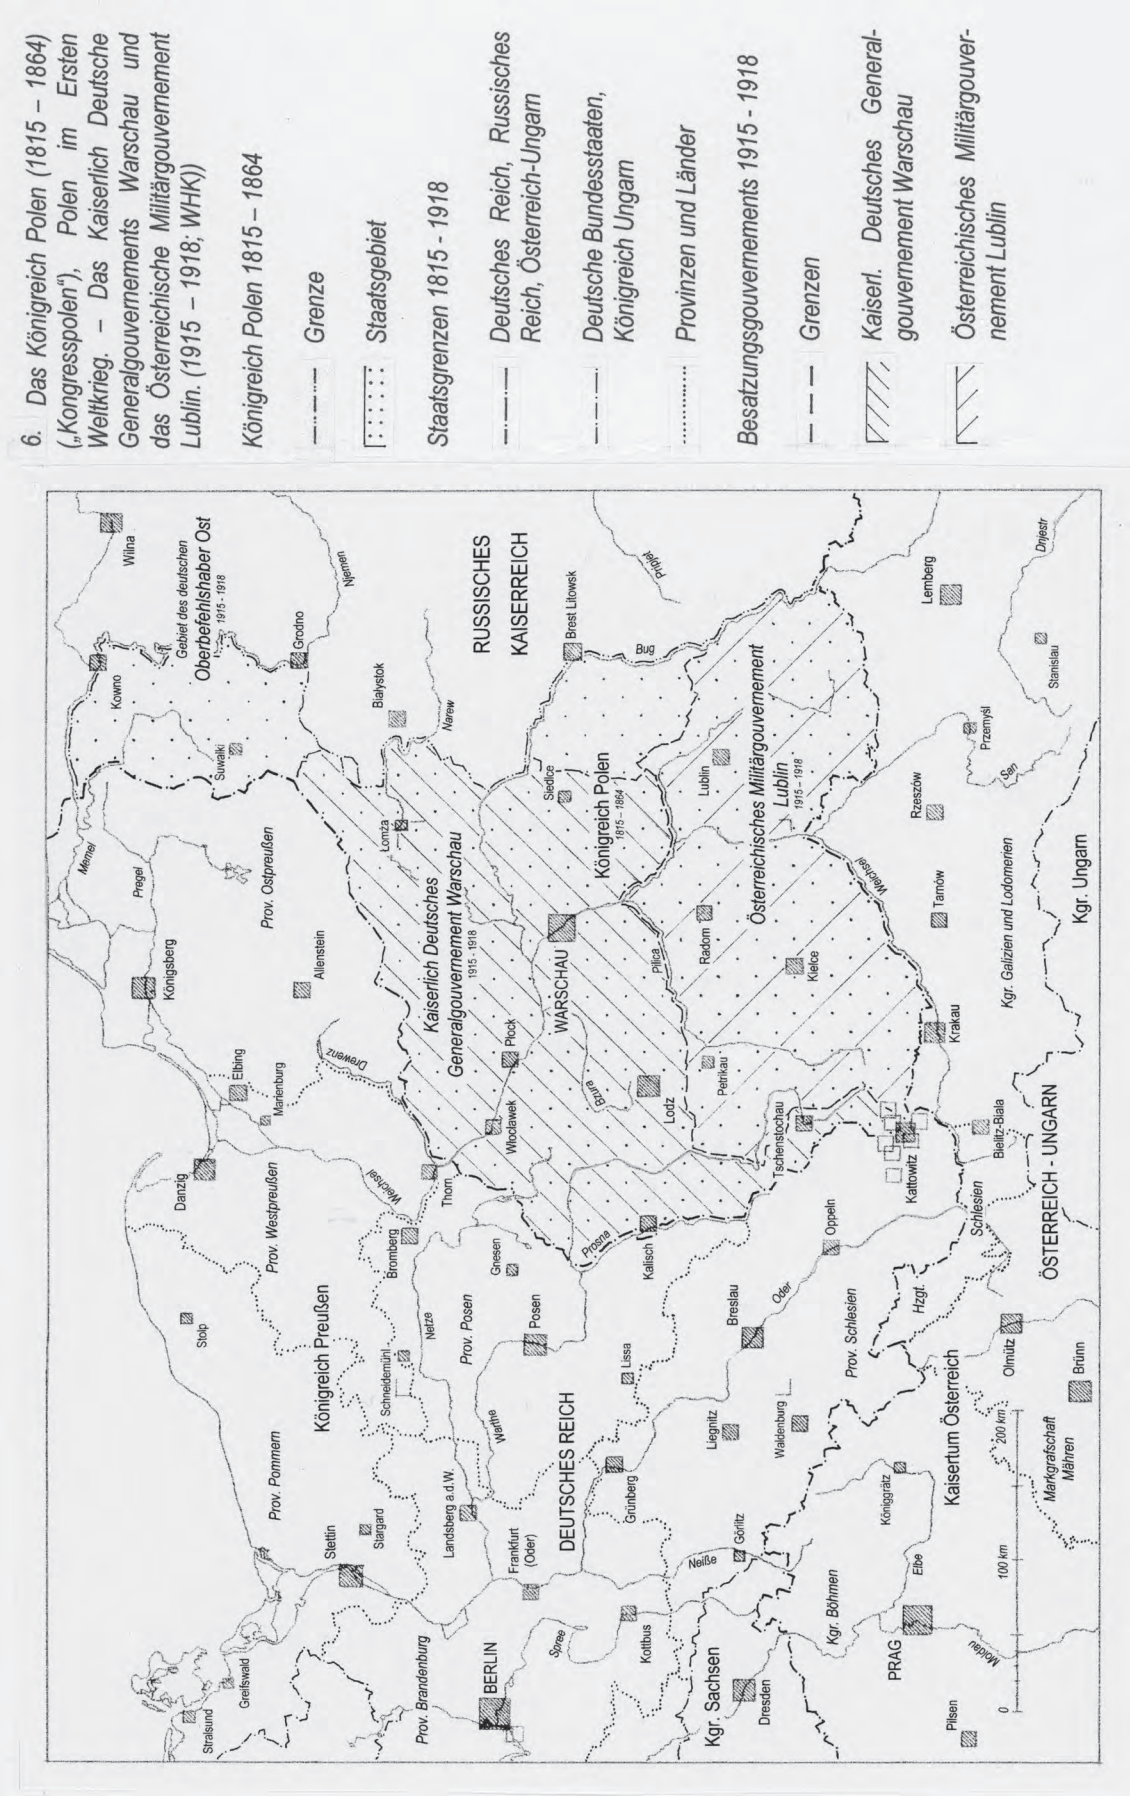 6. Das Königreich Polen (1815 – 1864)
(„Kongresspolen“), Polen im Ersten
Weltkrieg. – Das Kaiserlich Deutsche
Generalgouvernements Warschau und
das Österreichische Militärgouvernement
Lublin. (1915 – 1918; WHK))
Königreich Polen 1815 – 1864
Grenze
Staatsgebiet
Staatsgrenzen 1815 - 1918
Deutsches Reich, Russisches
Reich, Österreich-Ungarn
Deutsche Bundesstaaten,
Königreich Ungarn
Provinzen und Länder
Besatzungsgouvernements 1915 - 1918
Grenzen
Kaiserl. Deutsches General-
gouvernement Warschau
Österreichisches Militärgouver-
nement Lublin
Wilna
Gebiet des deutschen
Oberbefehlshaber Ost
1915 - 1918
Kowno
Njemen
Grodno
Suwalki
Memel
Pregel
Prov. Ostpreußen
Königsberg
Allenstein
Elbing
Marienburg
Drewenz
Danzig
Weichsel
Prov. Westpreußen
Thorn
Bromberg
Stolp
Königreich Preußen
Schneidemühl
Netze
Prov. Pommern
Stettin
Stargard
Landsberg a.d.W.
Stralsund
Greifswald
Prov. Brandenburg
BERLIN
Spree
Frankfurt
(Oder)
DEUTSCHES REICH
Warthe
Prov. Posen
Posen
Gnesen
Lissa
Grünberg
Kottbus
Neiße
Görlitz
Kgr. Sachsen
Dresden
RUSSISCHES
KAISERREICH
Bialystok
Narew
Lomża
Brest Litowsk
Pripjet
Bug
Siedlce
Königreich Polen
1815 – 1864
Kaiserlich Deutsches
Generalgouvernement Warschau
1915 - 1918
WARSCHAU
Płock
Włocławek
Bzura
Lodz
Pilica
Prosna
Kalisch
Österreichisches Militärgouvernement
Lublin
1915 – 1918
Lublin
Radom
Kielce
Petrikau
Tschenstochau
Weichsel
Kattowitz
Oppeln
Breslau
Oder
Prov. Schlesien
Liegnitz
Waldenburg
Hzgt.
Schlesien
Lemberg
Dnjestr
Stanislau
Przemyśl
San
Rzeszów
Tarnów
Kgr. Galizien und Lodomerien
Kgr. Ungarn
Krakau
Bielitz-Biala
ÖSTERREICH - UNGARN
Olmütz
Brünn
Kaisertum Österreich
Markgrafschaft
Mähren
Königgrätz
Elbe
Kgr. Böhmen
PRAG
Moldau
Pilsen
0
100 km
200 km